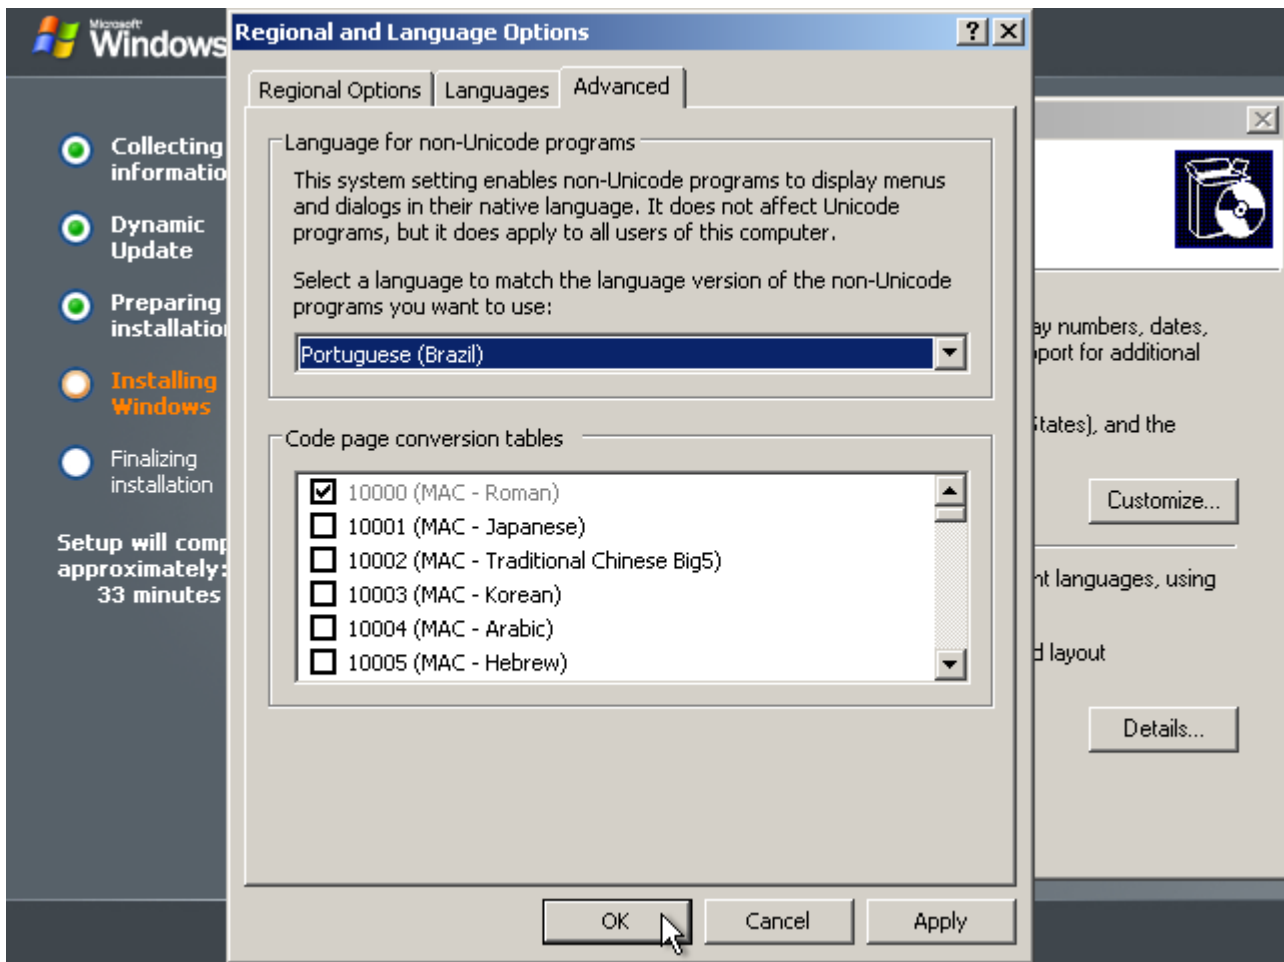 Microsoft
Windows
Regional and Language Options
Regional Options
Languages
Advanced
Collecting
informatio
Dynamic
Update
Preparing
installatio
Installing
Windows
Finalizing
installation
Setup will comp
approximately:
33 minutes
Language for non-Unicode programs
This system setting enables non-Unicode programs to display menus
and dialogs in their native language. It does not affect Unicode
programs, but it does apply to all users of this computer.
Select a language to match the language version of the non-Unicode
programs you want to use:
Portuguese (Brazil)
Code page conversion tables
10000 (MAC - Roman)
10001 (MAC - Japanese)
10002 (MAC - Traditional Chinese Big5)
10003 (MAC - Korean)
10004 (MAC - Arabic)
10005 (MAC - Hebrew)
OK
Cancel
Apply
ay numbers, dates,
pport for additional
States), and the
Customize...
nt languages, using
d layout
Details...